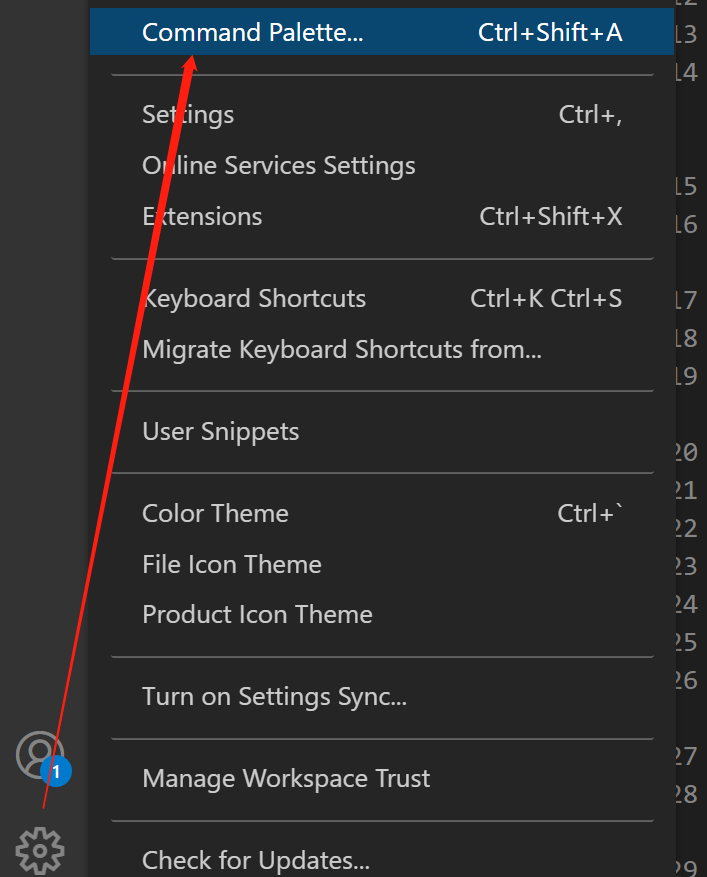 Command Palette... Ctrl+Shift+A
13
14
Settings Ctrl+,
Online Services Settings
15
Extensions Ctrl+Shift+X
16
Keyboard Shortcuts Ctrl+K Ctrl+S
17
18
Migrate Keyboard Shortcuts from...
19
User Snippets
20
21
Color Theme Ctrl+`
22
File Icon Theme
23
24
Product Icon Theme
25
26
Turn on Settings Sync...
27
1
Manage Workspace Trust
28
Check for Updates...
29